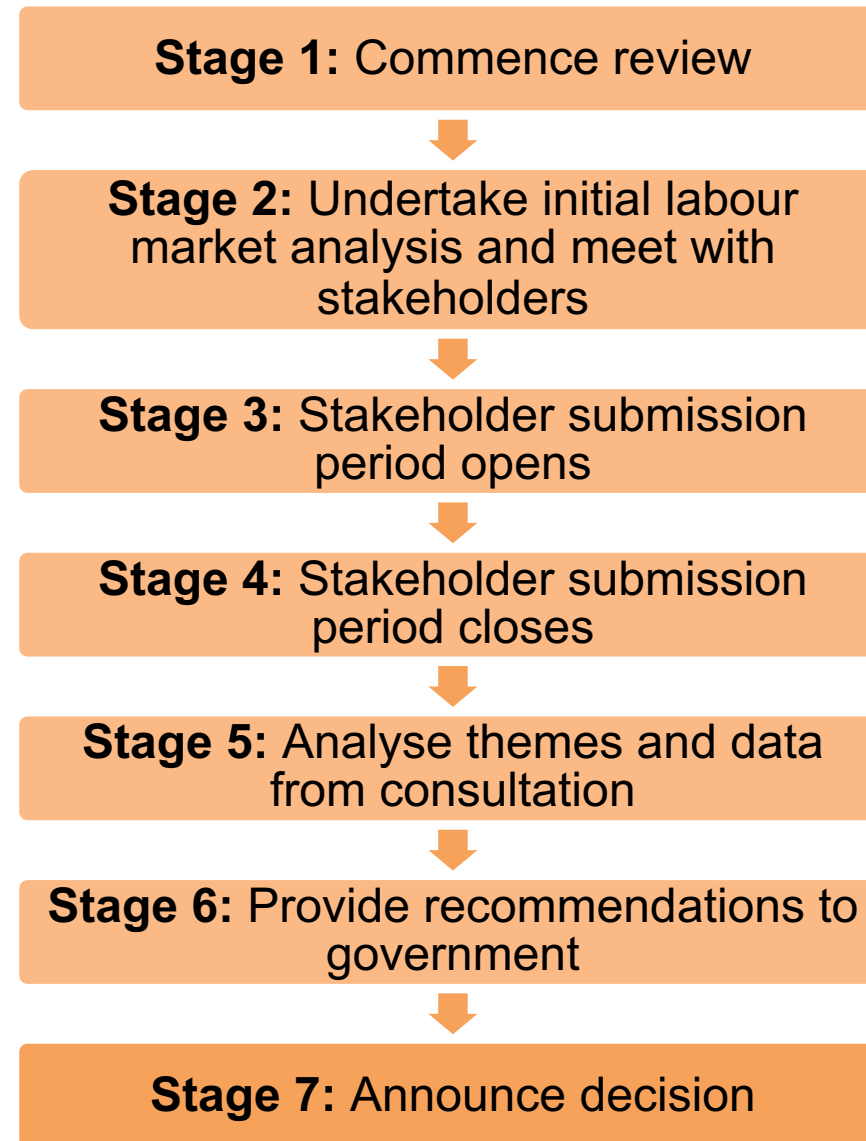 Stage 1: Commence review
Stage 2: Undertake initial labour
market analysis and meet with
stakeholders
Stage 3: Stakeholder submission
period opens
Stage 4: Stakeholder submission
period closes
Stage 5: Analyse themes and data
from consultation
Stage 6: Provide recommendations to
government
Stage 7: Announce decision